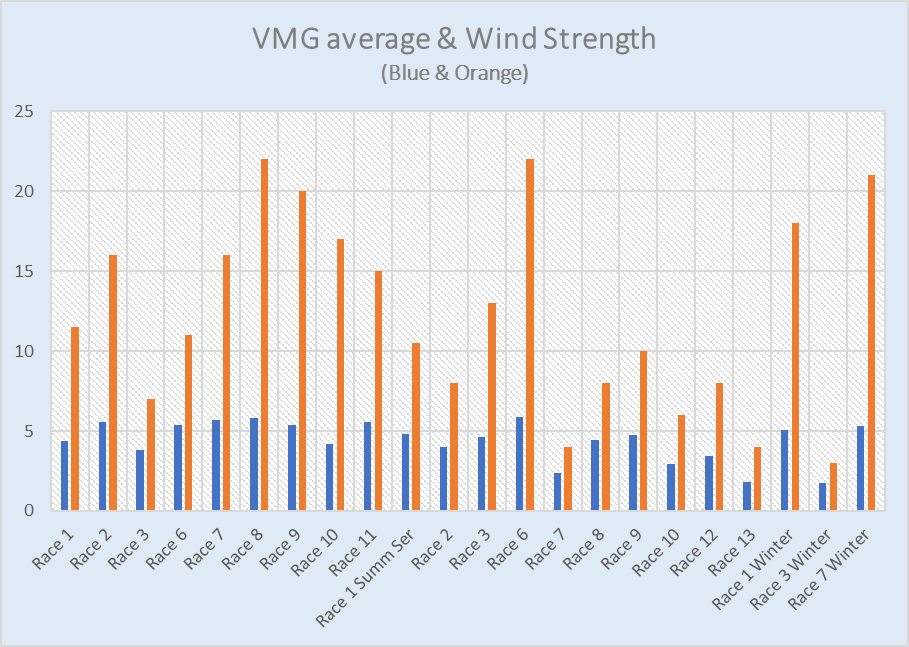 VMG average & Wind Strength
(Blue & Orange)
25
20
15
10
5
0
Race 1
Race 2
Race 3
Race 6
Race 7
Race 8
Race 9
Race 10
Race 11
Race 1 Summ Ser
Race 2
Race 3
Race 6
Race 7
Race 8
Race 9
Race 10
Race 12
Race 13
Race 1 Winter
Race 3 Winter
Race 7 Winter